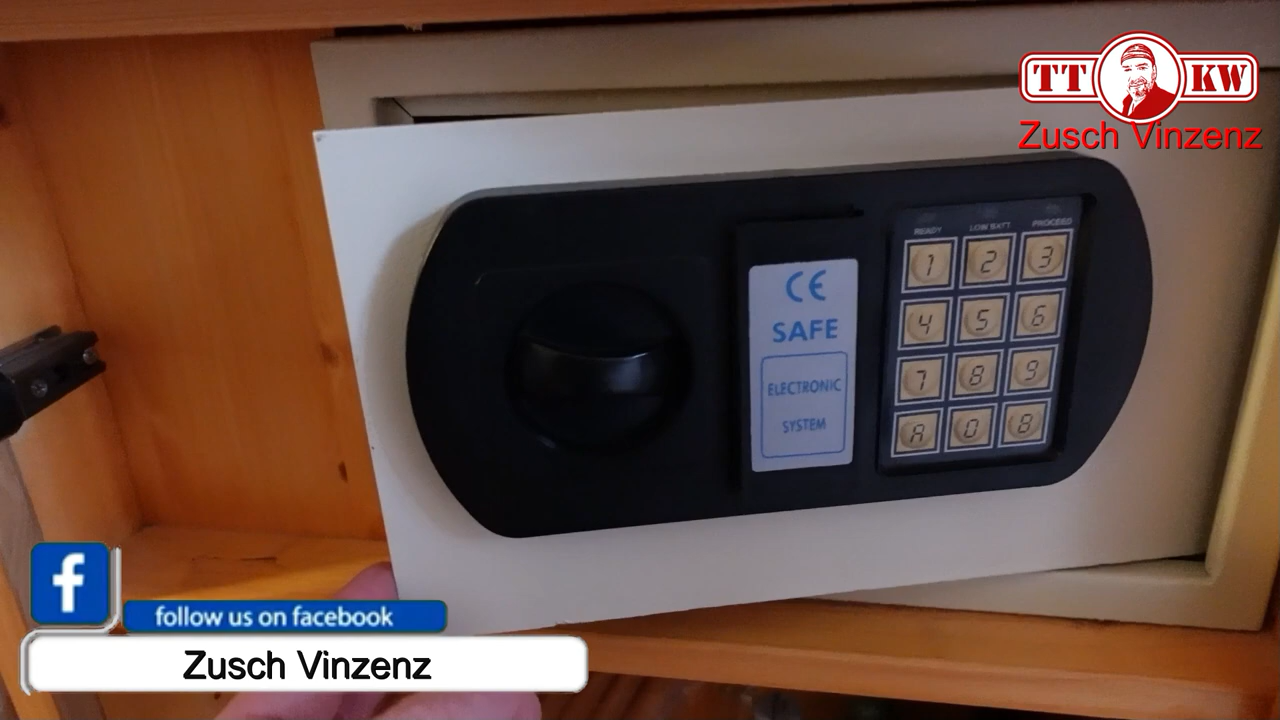 TT KW
Zusch Vinzenz
READY LOW BATT PROCEED
1 2 3
4 5 6
7 8 9
A 0 B
CE
SAFE
ELECTRONIC
SYSTEM
f
follow us on facebook
Zusch Vinzenz